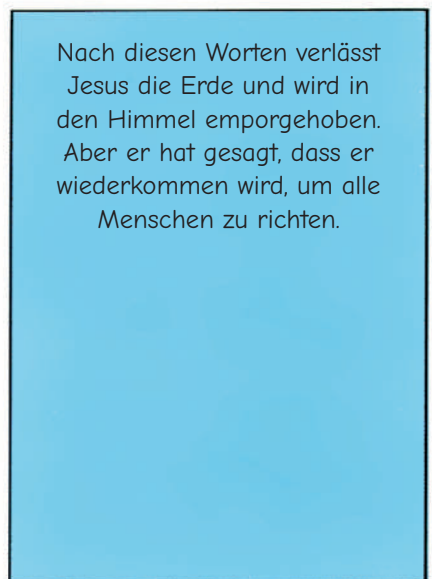 Nach diesen Worten verlässt
Jesus die Erde und wird in
den Himmel emporgehoben.
Aber er hat gesagt, dass er
wiederkommen wird, um alle
Menschen zu richten.